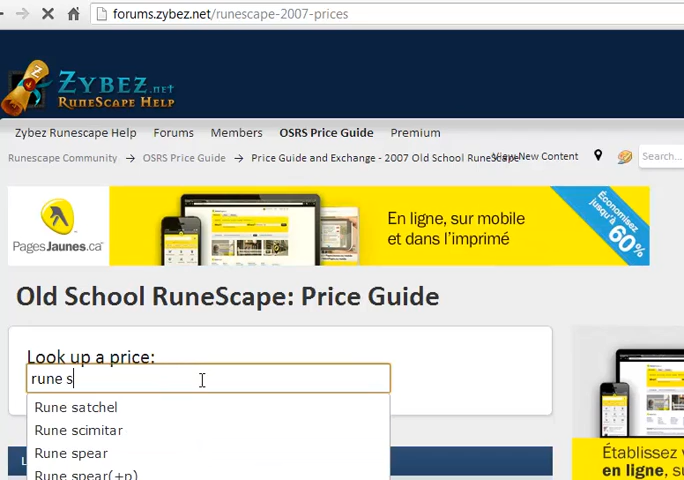 forums.zybez.net/runescape-2007-prices
ZYBEZ.net
RUNESCAPE HELP
Zybez Runescape Help Forums Members OSRS Price Guide Premium
Runescape Community → OSRS Price Guide → Price Guide and Exchange - 2007 Old School RuneScape
View New Content
Search...
PagesJaunes.ca
En ligne, sur mobile
et dans l'imprimé
Économisez
jusqu'à
60%
Old School RuneScape: Price Guide
Look up a price:
rune s
Rune satchel
Rune scimitar
Rune spear
Rune spear(+p)
L
Établissez v
en ligne, su